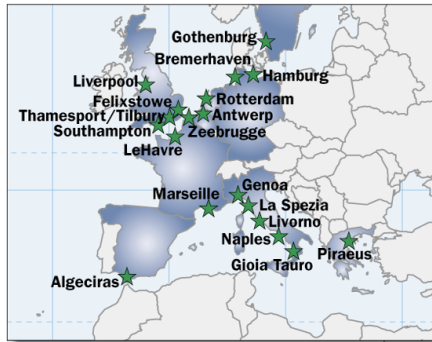 Gothenburg
Bremerhaven
Hamburg
Liverpool
Felixstowe
Rotterdam
Thamesport/Tilbury
Antwerp
Southampton
Zeebrugge
LeHavre
Marseille
Genoa
La Spezia
Livorno
Naples
Gioia Tauro
Piraeus
Algeciras